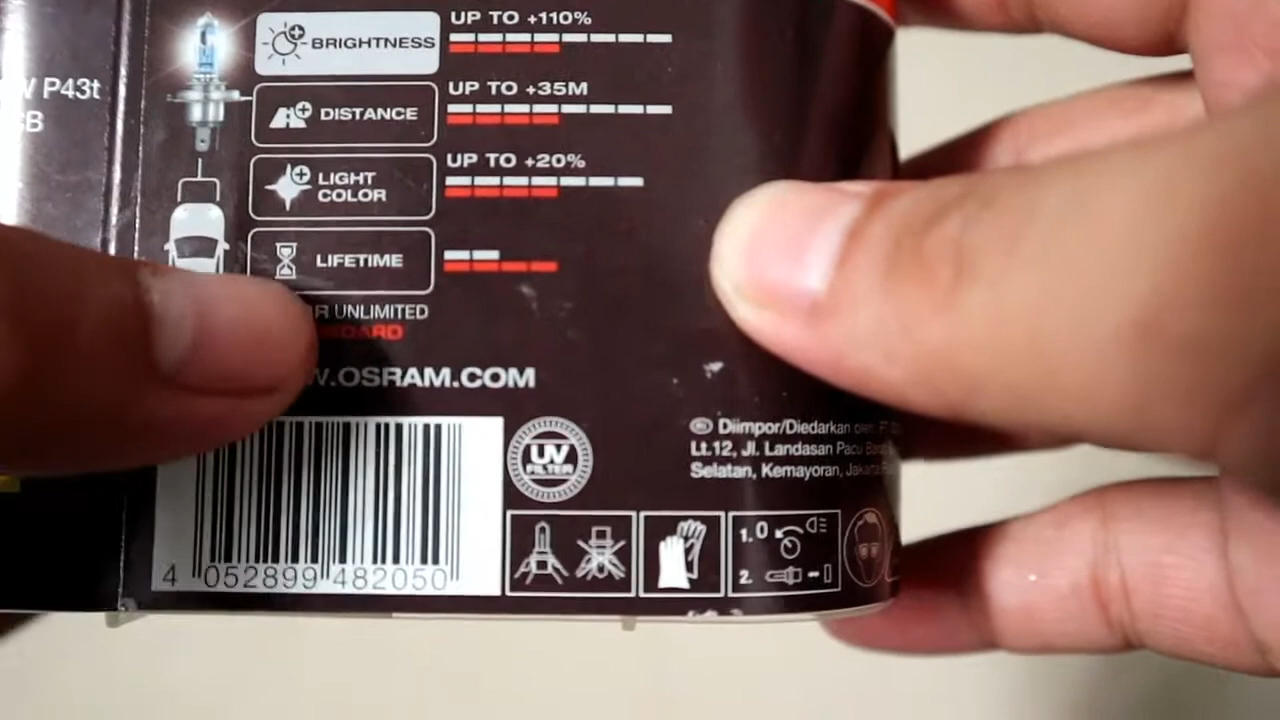 P43t
UP TO +110%
BRIGHTNESS
UP TO +35M
DISTANCE
UP TO +20%
LIGHT
COLOR
LIFETIME
UNLIMITED
.OSRAM.COM
UV
FILTER
Diimpor/Diedarkan oleh:
Lt.12, Jl. Landasan Pacu
Selatan, Kemayoran, Jakarta
4 052899 482050
1. 0
2.